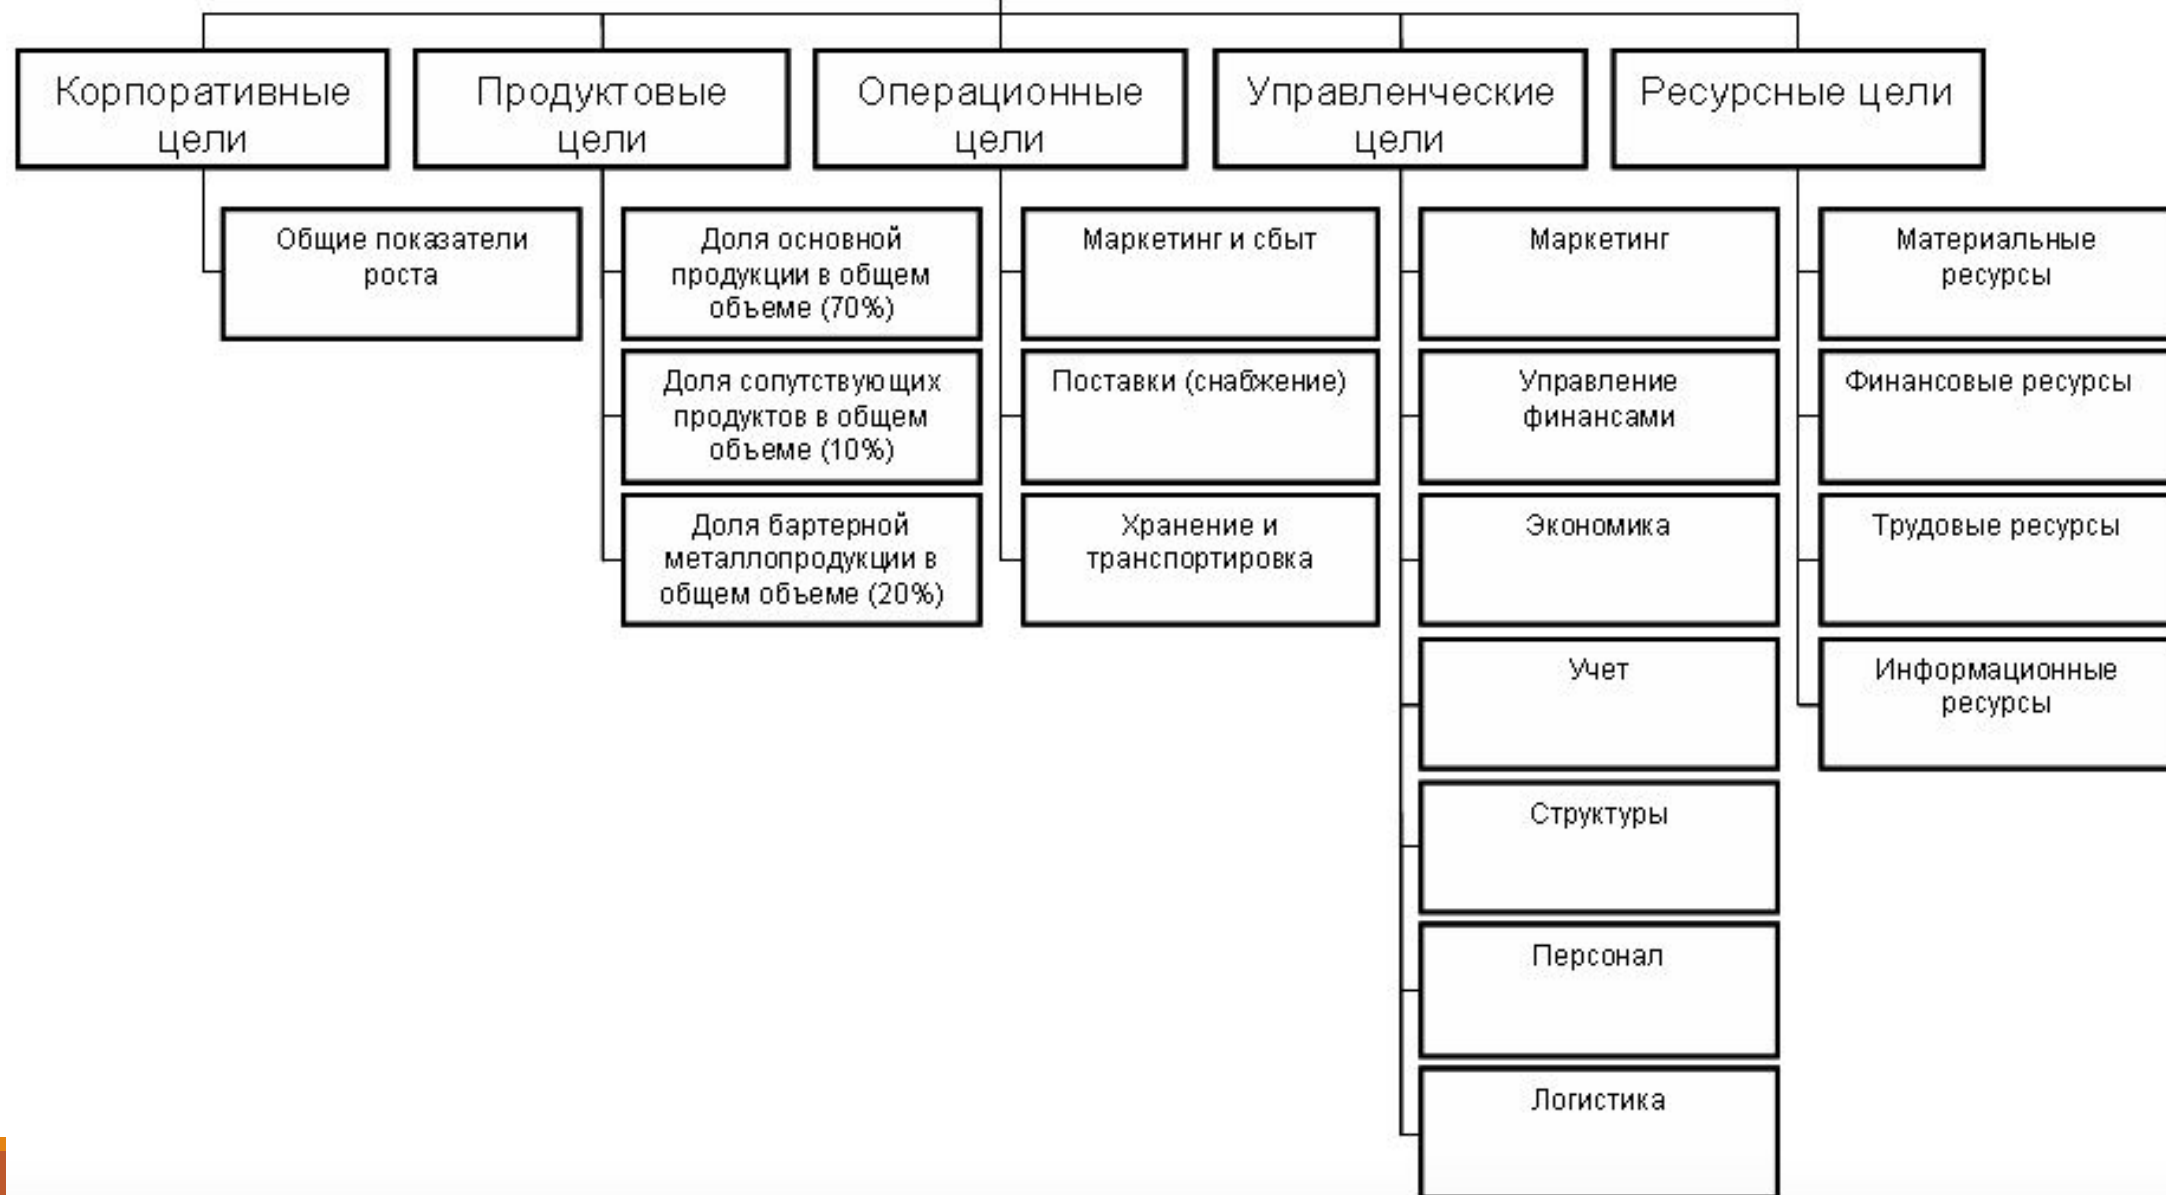 Корпоративные
цели
Продуктовые
цели
Операционные
цели
Управленческие
цели
Ресурсные цели
Общие показатели
роста
Доля основной
продукции в общем
объеме (70%)
Доля сопутствующих
продуктов в общем
объеме (10%)
Доля бартерной
металлопродукции в
общем объеме (20%)
Маркетинг и сбыт
Поставки (снабжение)
Хранение и
транспортировка
Маркетинг
Управление
финансами
Экономика
Учет
Структуры
Персонал
Логистика
Материальные
ресурсы
Финансовые ресурсы
Трудовые ресурсы
Информационные
ресурсы